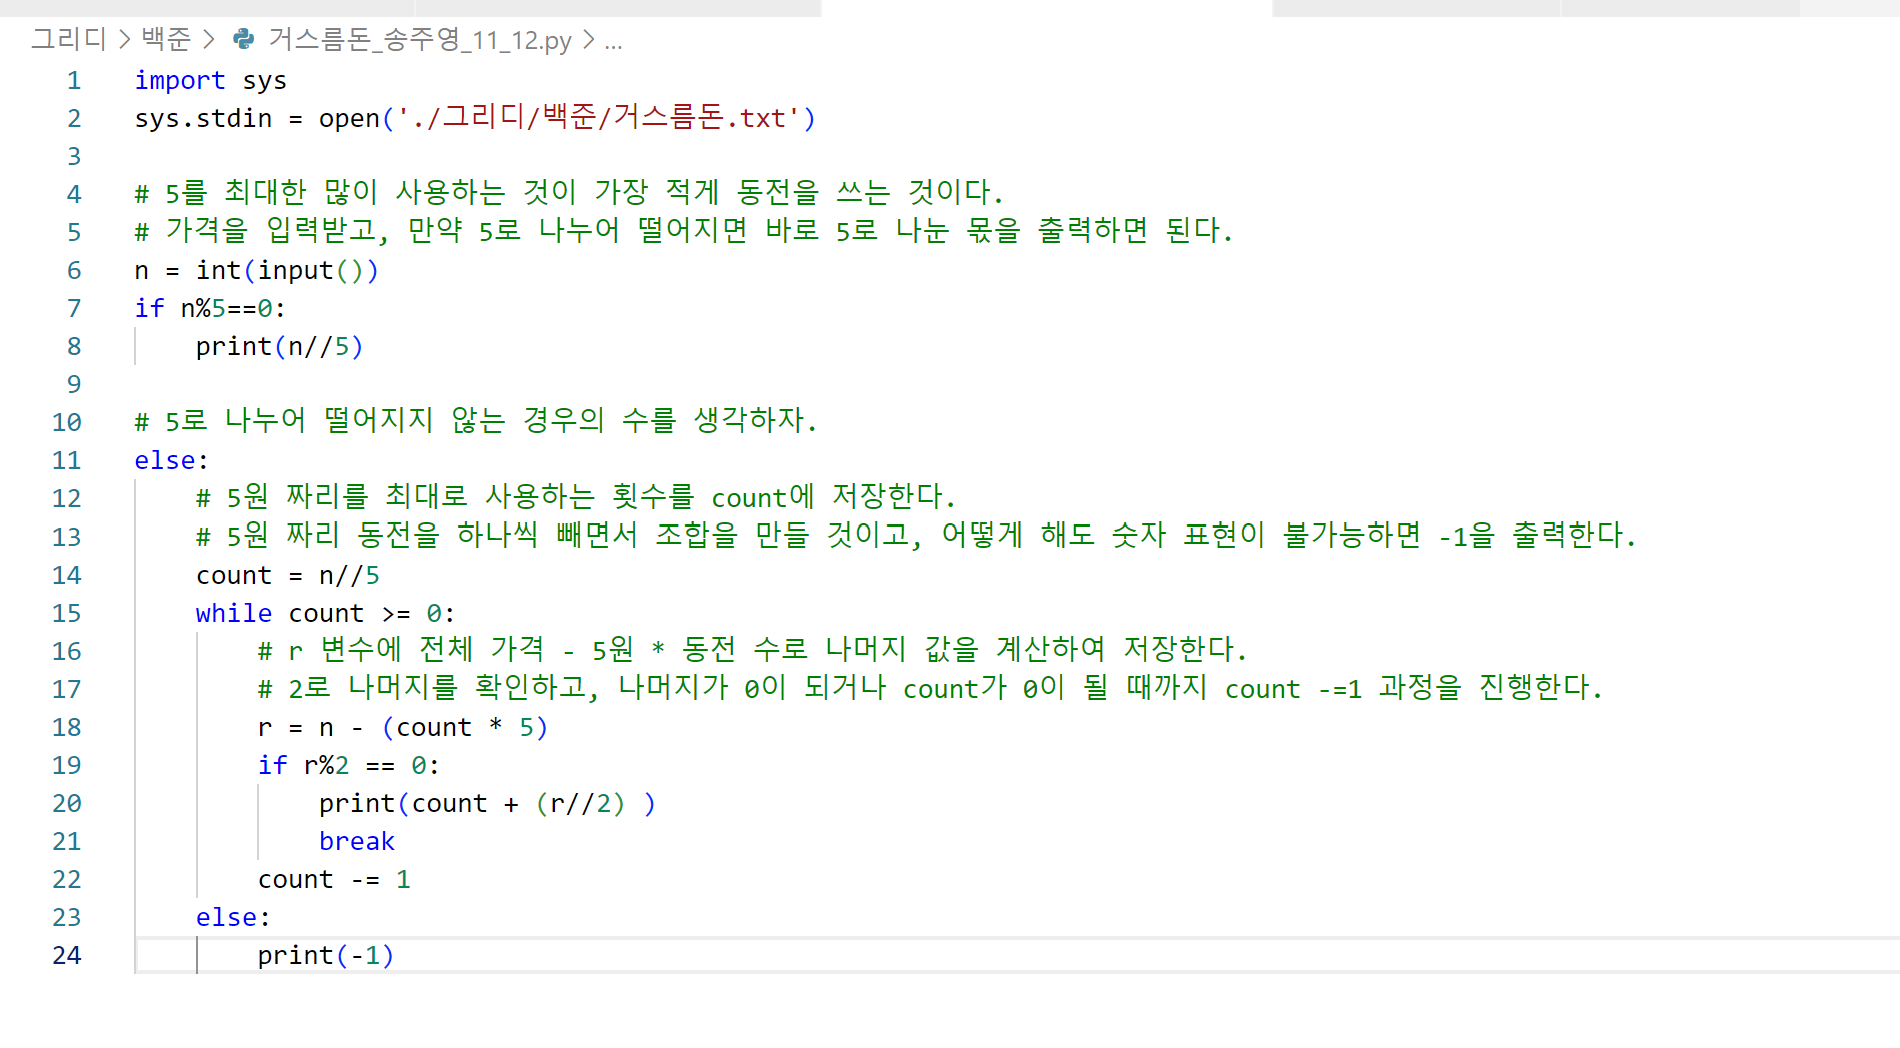 그리디 > 백준 > 거스름돈_송주영_11_12.py > ...
1 import sys
2 sys.stdin = open('./그리디/백준/거스름돈.txt')
3
4 # 5를 최대한 많이 사용하는 것이 가장 적게 동전을 쓰는 것이다.
5 # 가격을 입력받고, 만약 5로 나누어 떨어지면 바로 5로 나눈 몫을 출력하면 된다.
6 n = int(input())
7 if n%5==0:
8     print(n//5)
9
10 # 5로 나누어 떨어지지 않는 경우의 수를 생각하자.
11 else:
12     # 5원 짜리를 최대로 사용하는 횟수를 count에 저장한다.
13     # 5원 짜리 동전을 하나씩 빼면서 조합을 만들 것이고, 어떻게 해도 숫자 표현이 불가능하면 -1을 출력한다.
14     count = n//5
15     while count >= 0:
16         # r 변수에 전체 가격 - 5원 * 동전 수로 나머지 값을 계산하여 저장한다.
17         # 2로 나머지를 확인하고, 나머지가 0이 되거나 count가 0이 될 때까지 count -=1 과정을 진행한다.
18         r = n - (count * 5)
19         if r%2 == 0:
20             print(count + (r//2) )
21             break
22         count -= 1
23     else:
24         print(-1)